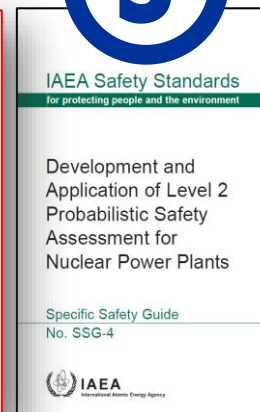 IAEA Safety Standards
for protecting people and the environment
Development and
Application of Level 2
Probabilistic Safety
Assessment for
Nuclear Power Plants
Specific Safety Guide
No. SSG-4
IAEA
International Atomic Energy Agency